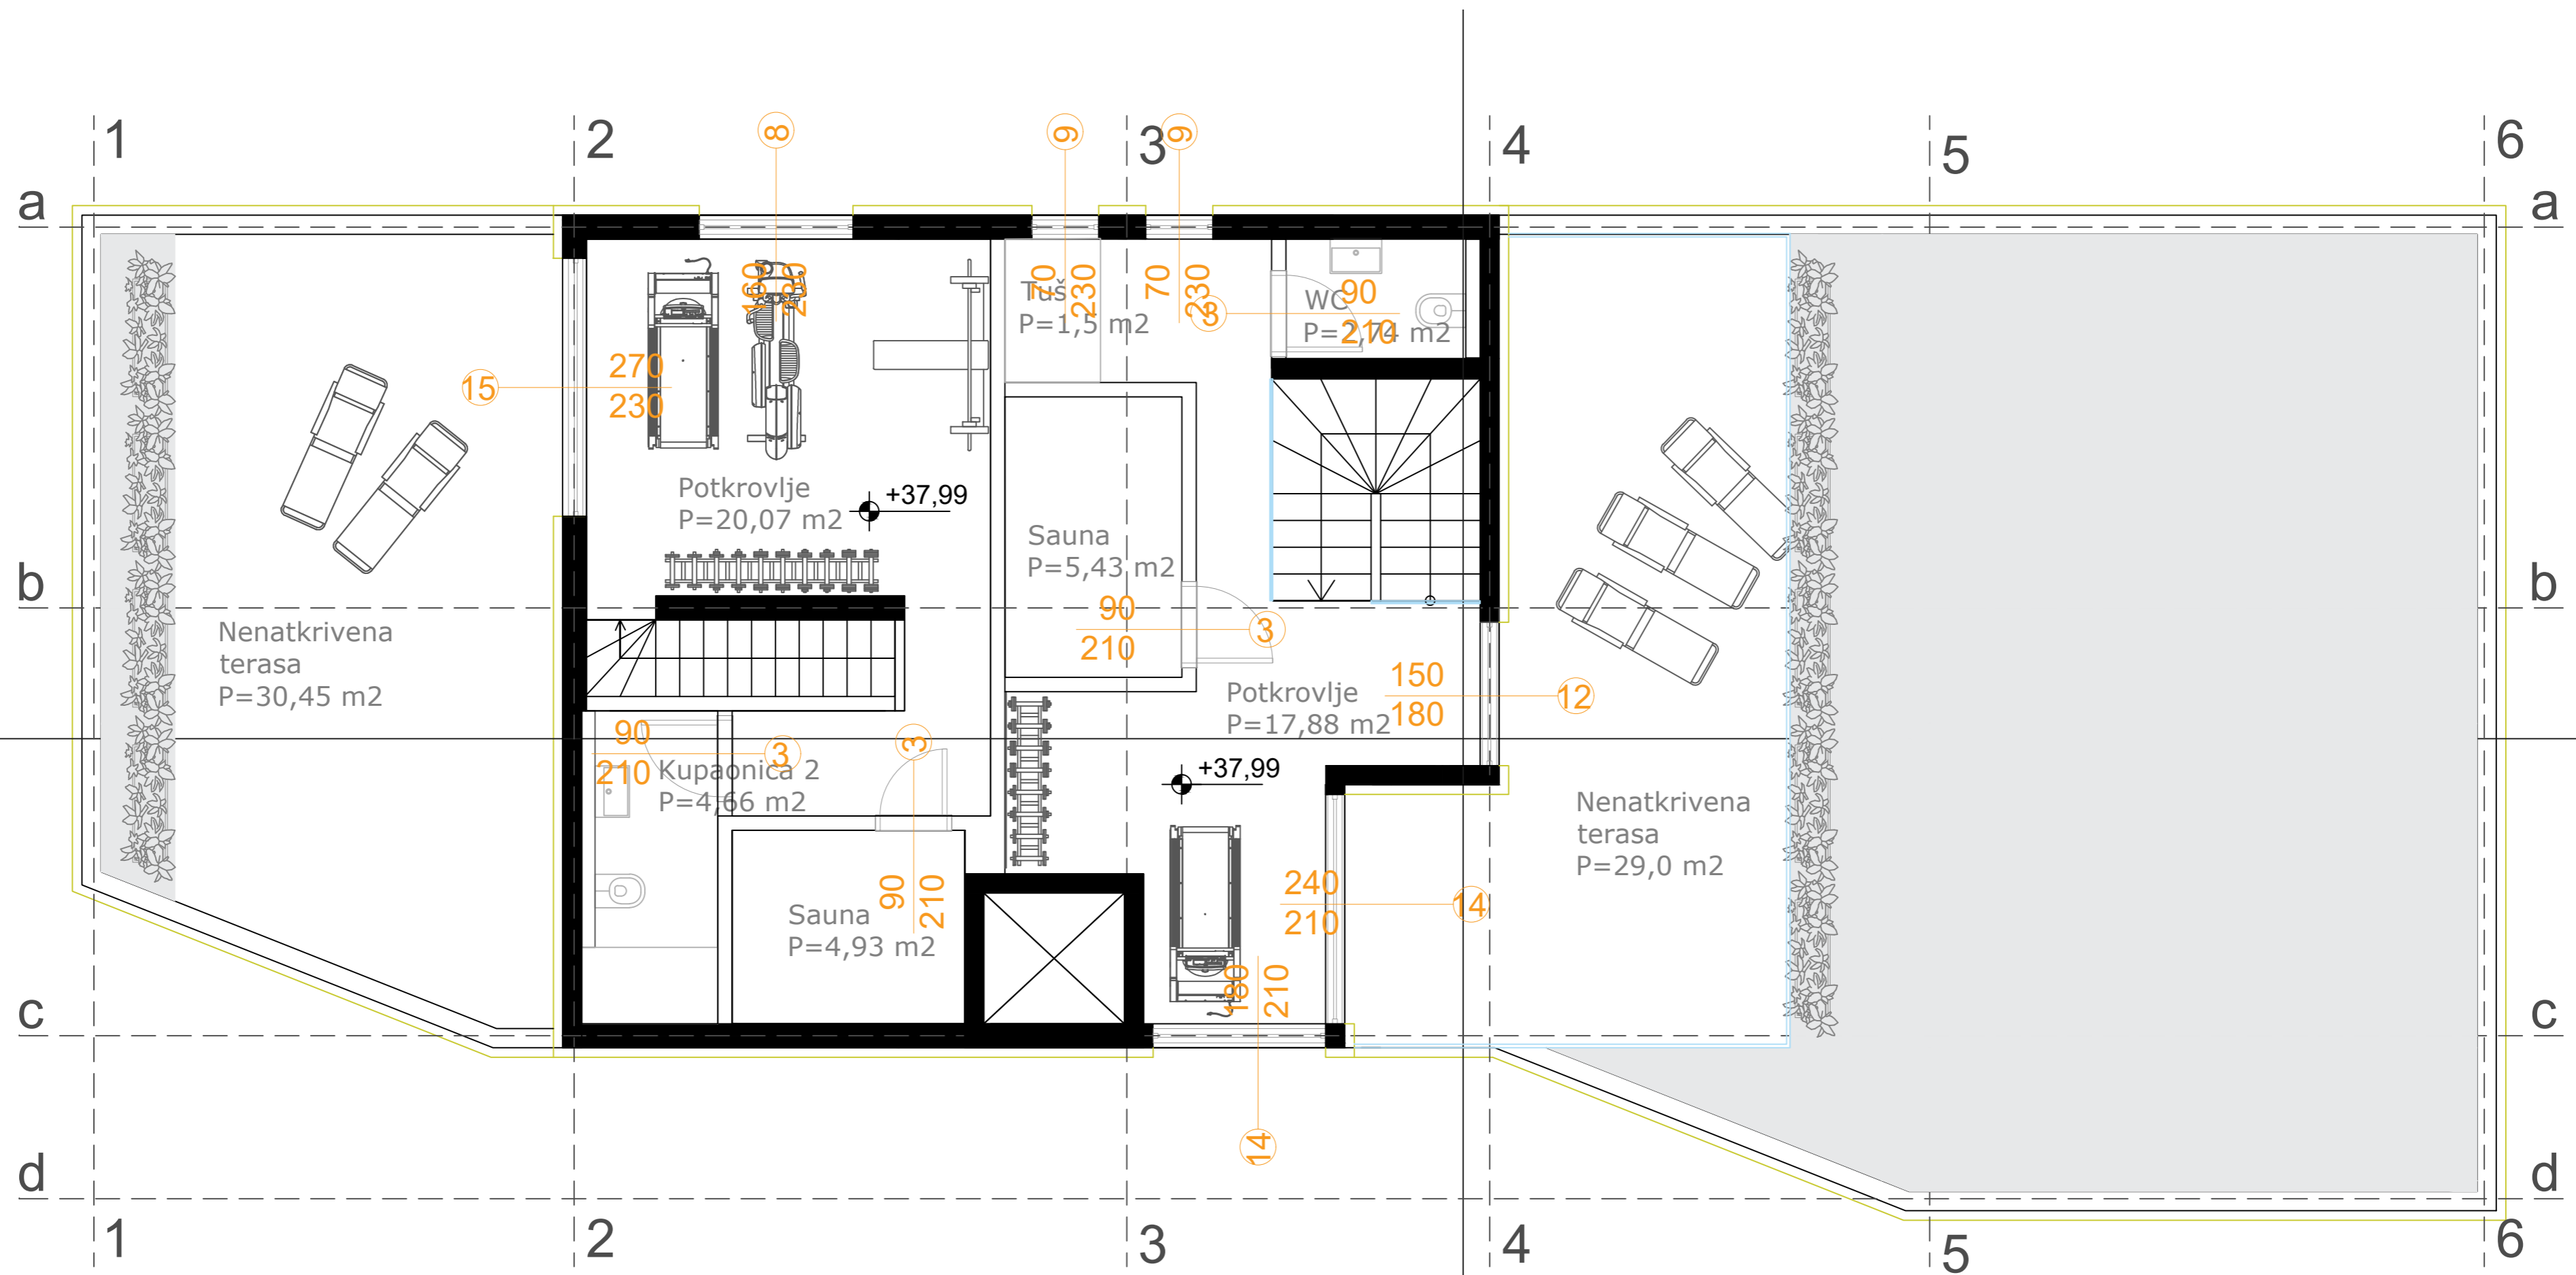 1
2
3
4
5
6
8
9
9
a
a
70
230
70
230
160
230
Tuš
P=1,5 m2
3
WC
P=2,74 m2
90
210
15
270
230
Potkrovlje
P=20,07 m2
+37,99
Sauna
P=5,43 m2
b
b
90
210
3
Nenatkrivena
terasa
P=30,45 m2
Potkrovlje
P=17,88 m2
150
180
12
90
210
3
3
Kupaonica 2
P=4,66 m2
+37,99
Nenatkrivena
terasa
P=29,0 m2
90
210
Sauna
P=4,93 m2
240
210
14
180
210
c
c
14
d
d
1
2
3
4
5
6